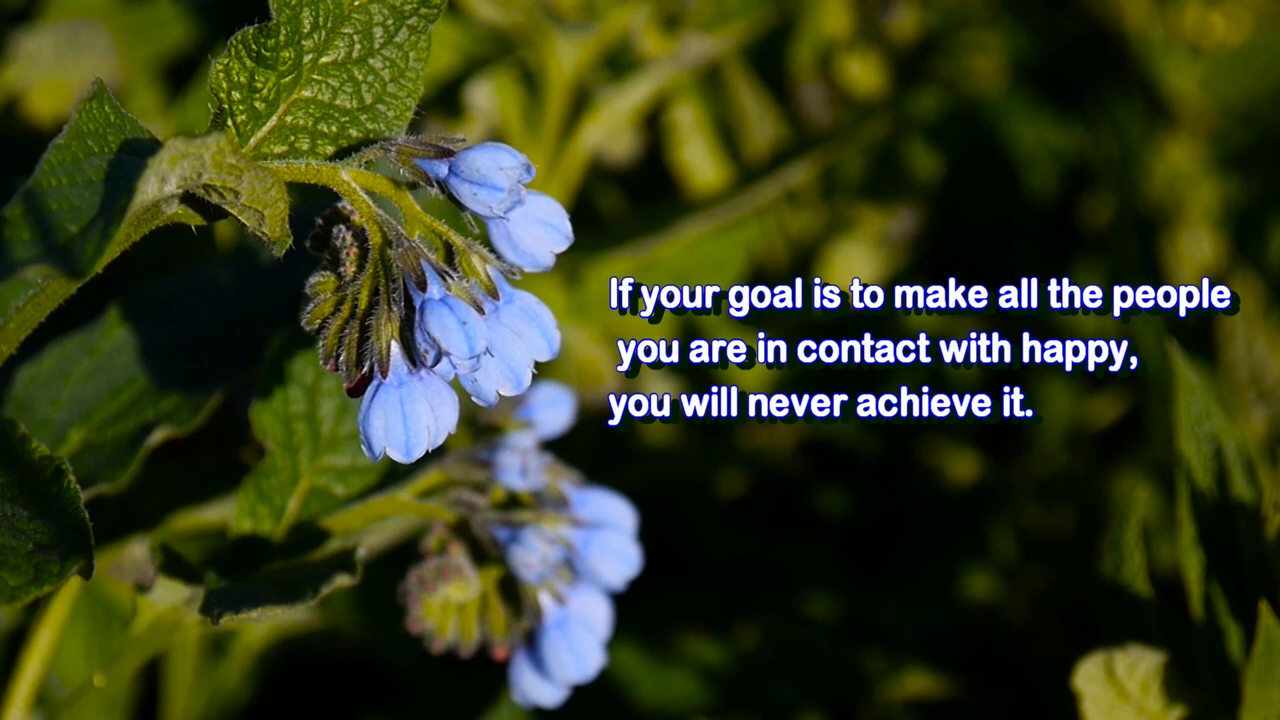 If your goal is to make all the people
you are in contact with happy,
you will never achieve it.